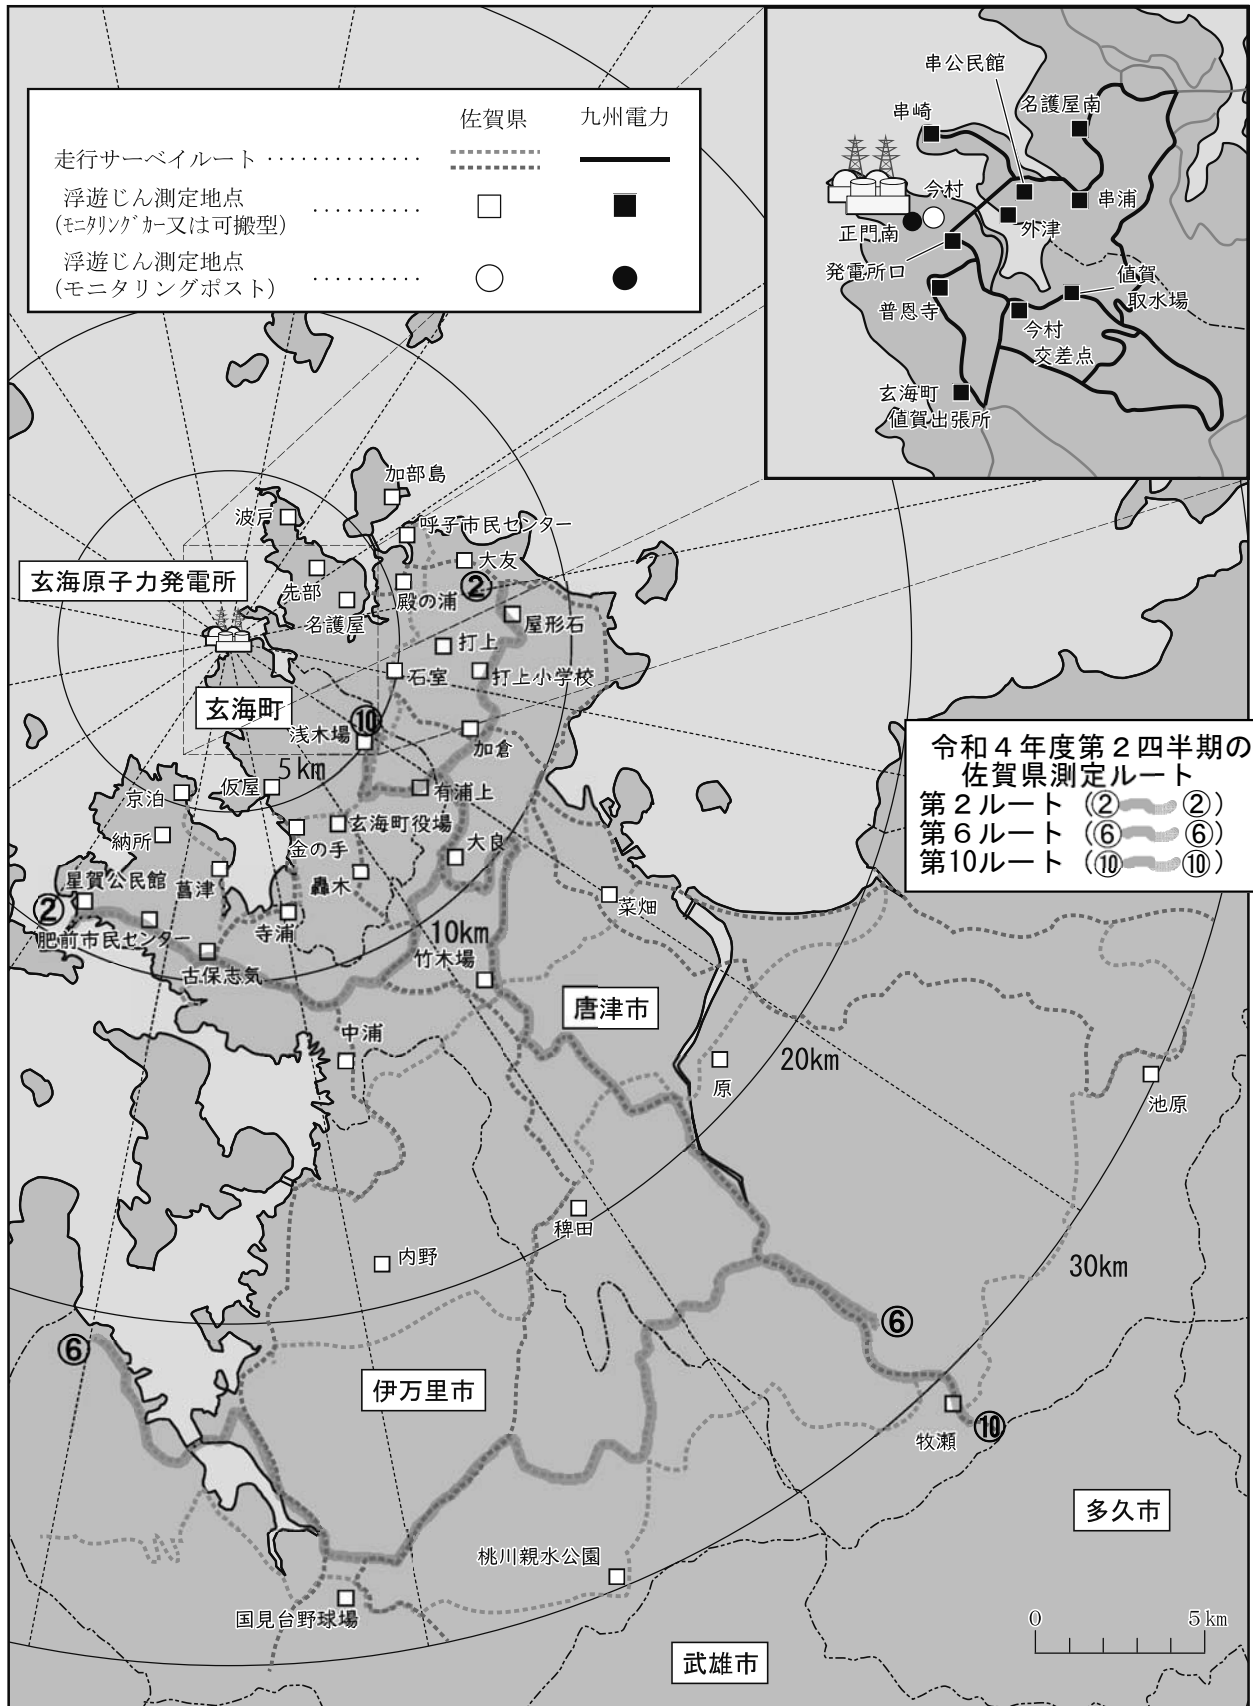 佐賀県 九州電力
走行サーベイルート ‥‥‥‥‥‥‥
浮遊じん測定地点
(モニタリングカー又は可搬型) ‥‥‥‥‥
浮遊じん測定地点
(モニタリングポスト) ‥‥‥‥‥
串公民館
串崎
名護屋南
今村
串浦
正門南
外津
発電所口
値賀
取水場
普恩寺
今村
交差点
玄海町
値賀出張所
加部島
波戸
呼子市民センター
大友
玄海原子力発電所
先部
②
殿の浦
名護屋
屋形石
打上
石室
打上小学校
玄海町
⑩
浅木場
加倉
5km
仮屋
有浦上
京泊
玄海町役場
納所
金の手
大良
轟木
星賀公民館
菖津
②
寺浦
菜畑
肥前市民センター
10km
古保志気
竹木場
令和4年度第2四半期の
佐賀県測定ルート
第2ルート (② ②)
第6ルート (⑥ ⑥)
第10ルート (⑩ ⑩)
唐津市
中浦
20km
原
池原
稗田
内野
30km
⑥
⑥
伊万里市
牧瀬
⑩
多久市
桃川親水公園
国見台野球場
0 5km
武雄市